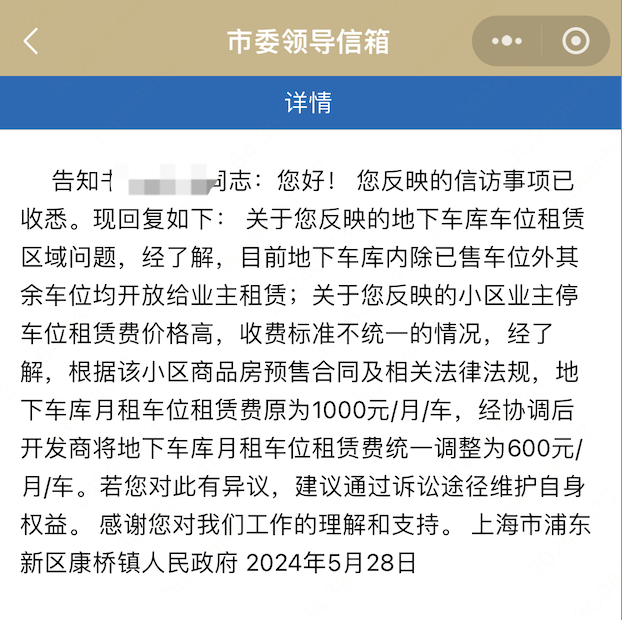 市委领导信箱
详情
告知 同志：您好！ 您反映的信访事项已
收悉。现回复如下： 关于您反映的地下车库车位租赁
区域问题，经了解，目前地下车库内除已售车位外其
余车位均开放给业主租赁；关于您反映的小区业主停
车位租赁费价格高，收费标准不统一的情况，经了
解，根据该小区商品房预售合同及相关法律法规，地
下车库月租车位租赁费原为1000元/月/车，经协调后
开发商将地下车库月租车位租赁费统一调整为600元/
月/车。若您对此有异议，建议通过诉讼途径维护自身
权益。 感谢您对我们工作的理解和支持。 上海市浦东
新区康桥镇人民政府 2024年5月28日